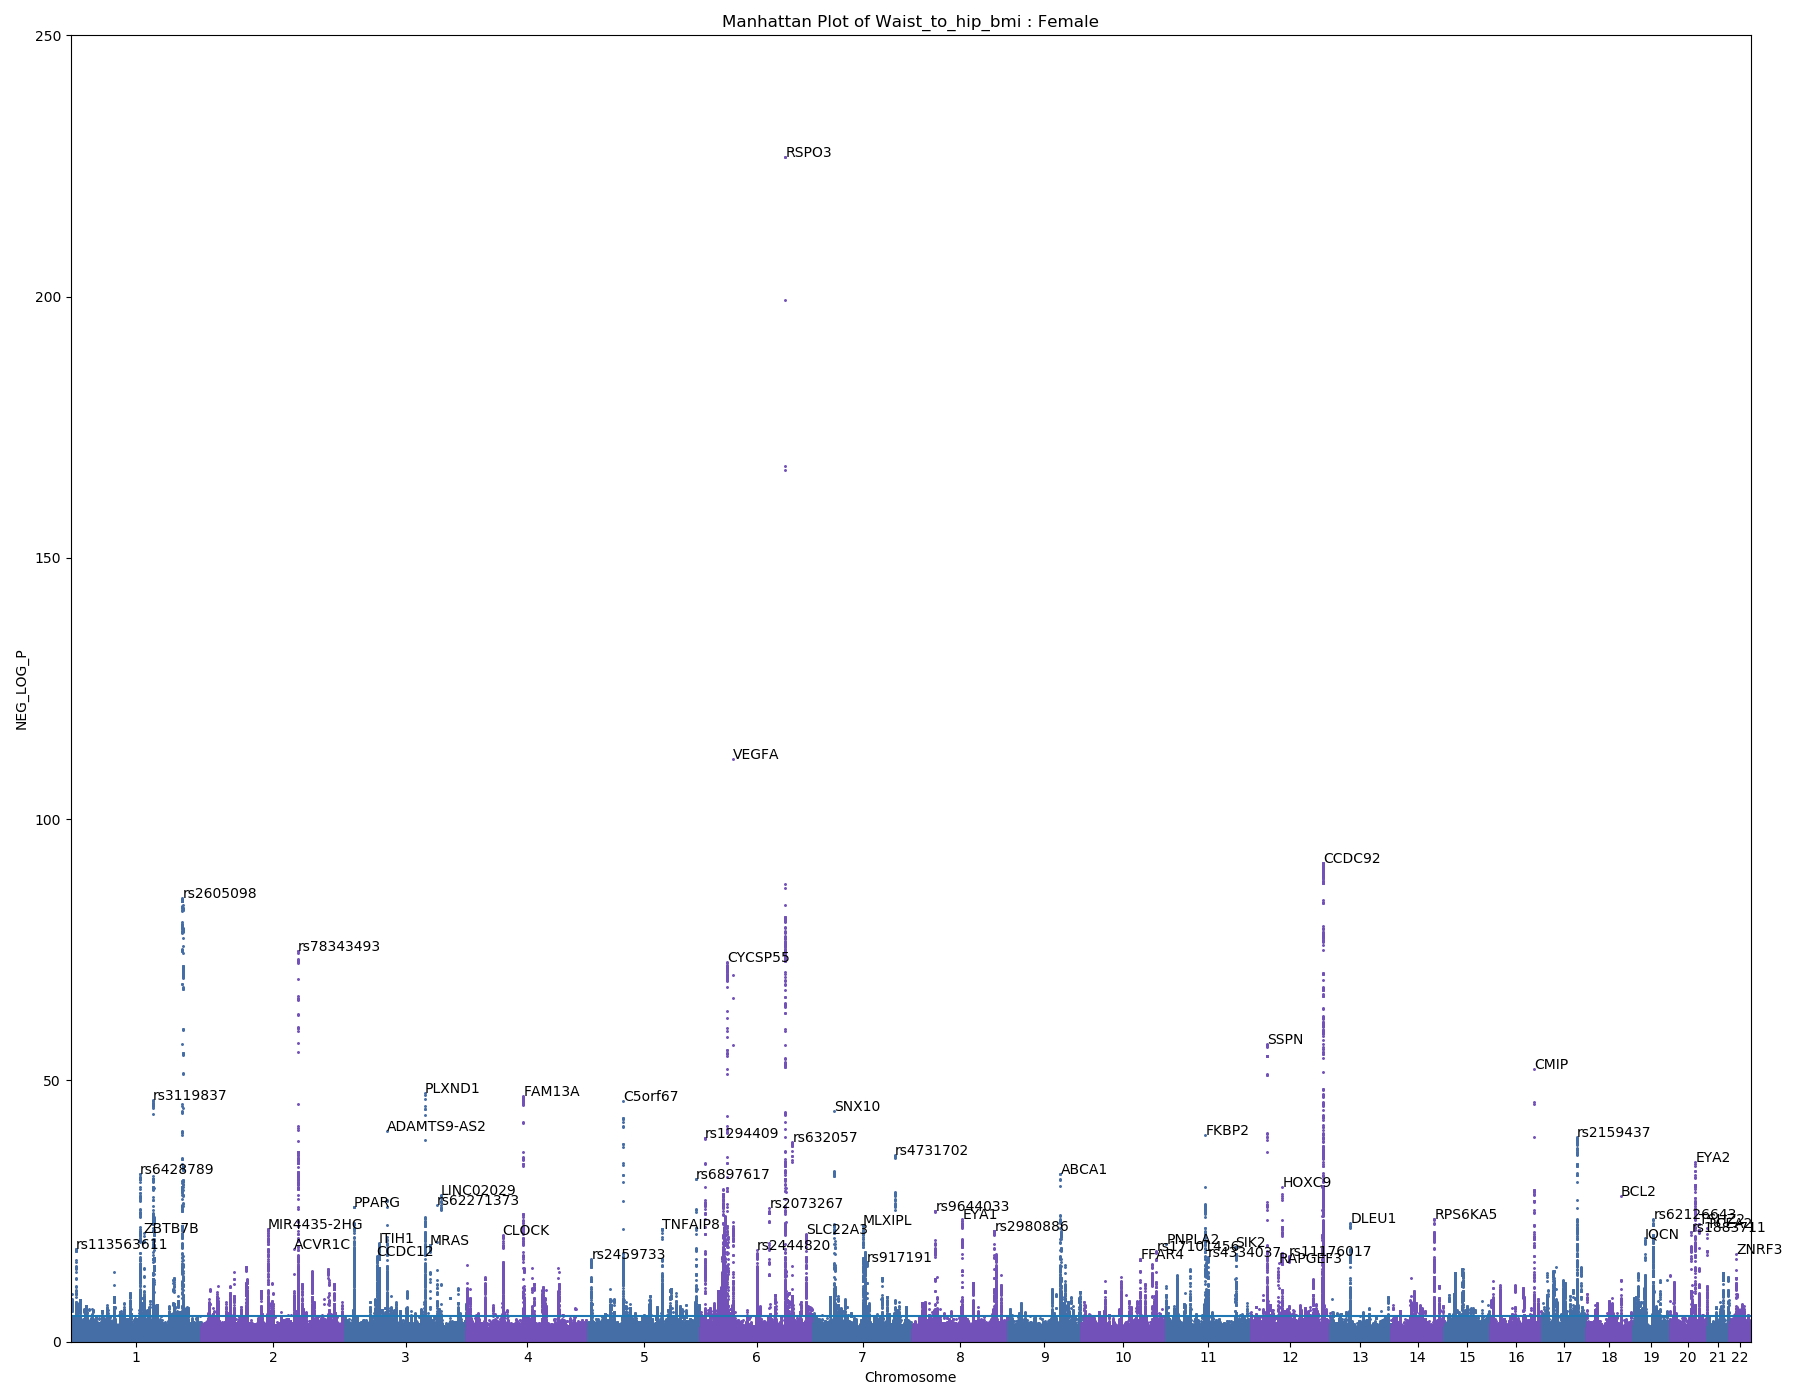 Manhattan Plot of Waist_to_hip_bmi : Female
250
RSPO3
200
150
NEG_LOG_P
VEGFA
100
CCDC92
rs2605098
rs78343493
CYCSP55
SSPN
CMIP
50
PLXND1
FAM13A
rs3119837
C5orf67
SNX10
ADAMTS9-AS2
FKBP2
rs1294409
rs632057
rs2159437
rs4731702
EYA2
rs6428789
ABCA1
rs6897617
HOXC9
LINC02029
BCL2
rs62271373
PPARG
rs2073267
rs9644033
EYA1
RPS6KA5
rs62126643
DLEU1
MLXIPL
ZBTB7B
MIR4435-2HG
TNFAIP8
rs2980886
rs1883711
SLC22A3
CLOCK
ITIH1
MRAS
PNPLA2
SIK2
rs113563611
ACVR1C
rs2444820
CCDC12
rs4334037
rs11176017
ZNRF3
rs2459733
rs917191
FFAR4
RAPGEF3
0
1 2 3 4 5 6 7 8 9 10 11 12 13 14 15 16 17 18 19 20 21 22
Chromosome